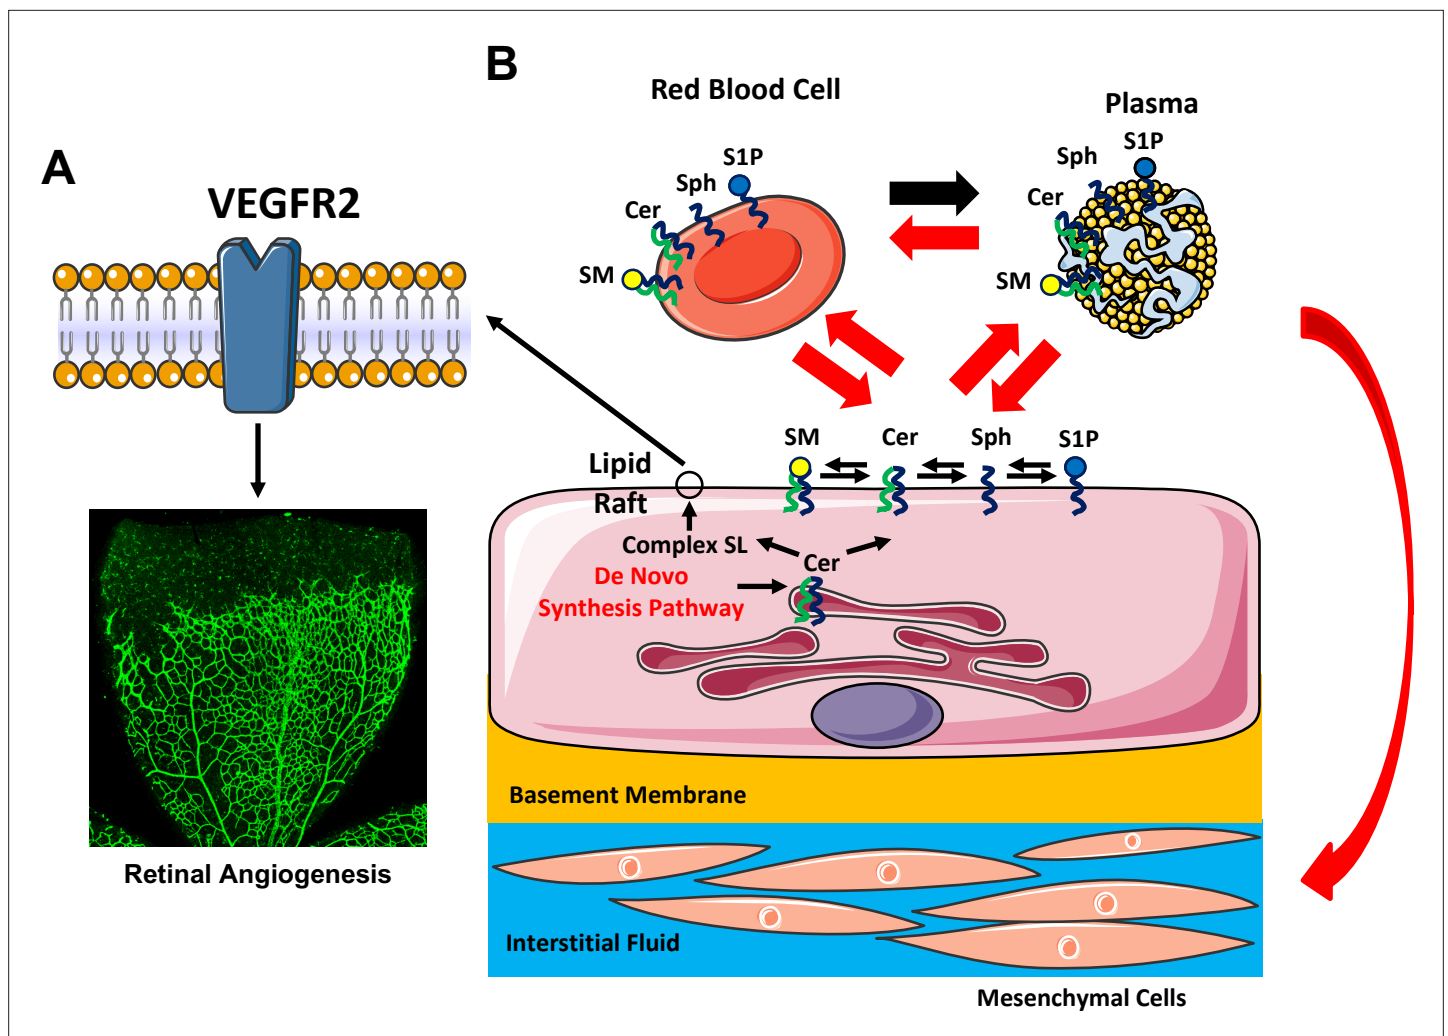 A
VEGFR2
Retinal Angiogenesis
B
Red Blood Cell
Plasma
S1P
Sph
Cer
SM
S1P
Sph
Cer
SM
SM
Cer
Sph
S1P
Lipid
Raft
Complex SL
Cer
De Novo
Synthesis Pathway
Basement Membrane
Interstitial Fluid
Mesenchymal Cells